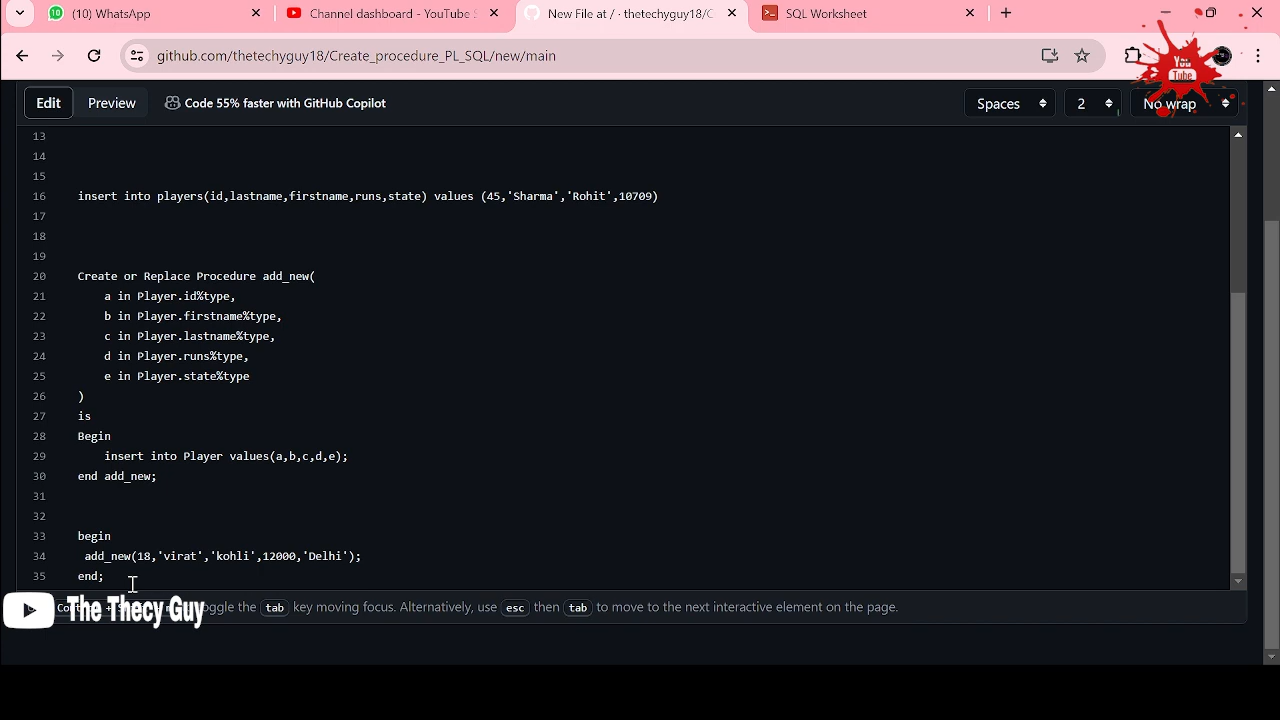 (10) WhatsApp
Channel dashboard - YouTube S
New File at / · thetechyguy18/C
SQL Worksheet
github.com/thetechyguy18/Create_procedure_PL_SQL/new/main
You
Tube
Edit
Preview
Code 55% faster with GitHub Copilot
Spaces
2
No wrap
13
14
15
16 insert into players(id,lastname,firstname,runs,state) values (45,'Sharma','Rohit',10709)
17
18
19
20 Create or Replace Procedure add_new(
21 a in Player.id%type,
22 b in Player.firstname%type,
23 c in Player.lastname%type,
24 d in Player.runs%type,
25 e in Player.state%type
26 )
27 is
28 Begin
29 insert into Player values(a,b,c,d,e);
30 end add_new;
31
32
33 begin
34 add_new(18,'virat','kohli',12000,'Delhi');
35 end;
toggle the tab key moving focus. Alternatively, use esc then tab to move to the next interactive element on the page.
The Thecy Guy